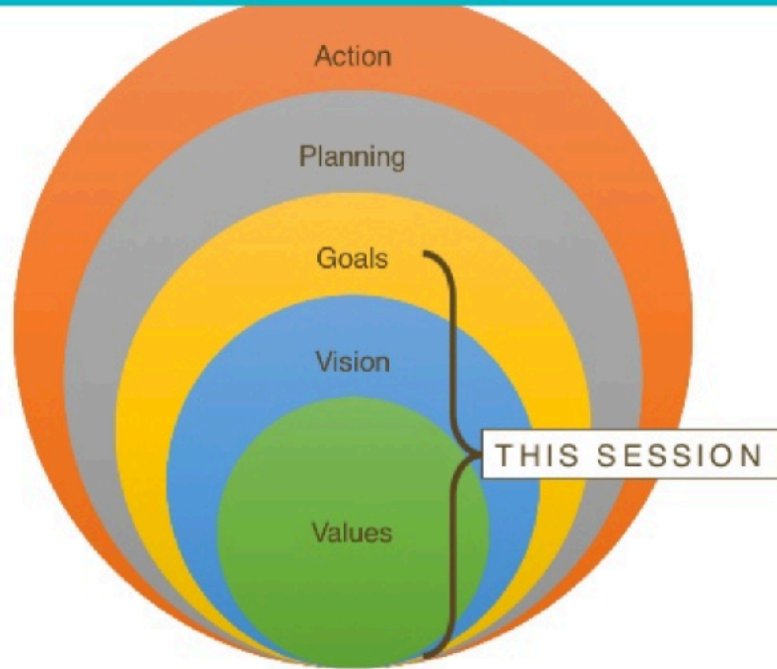 Action
Planning
Goals
Vision
THIS SESSION
Values